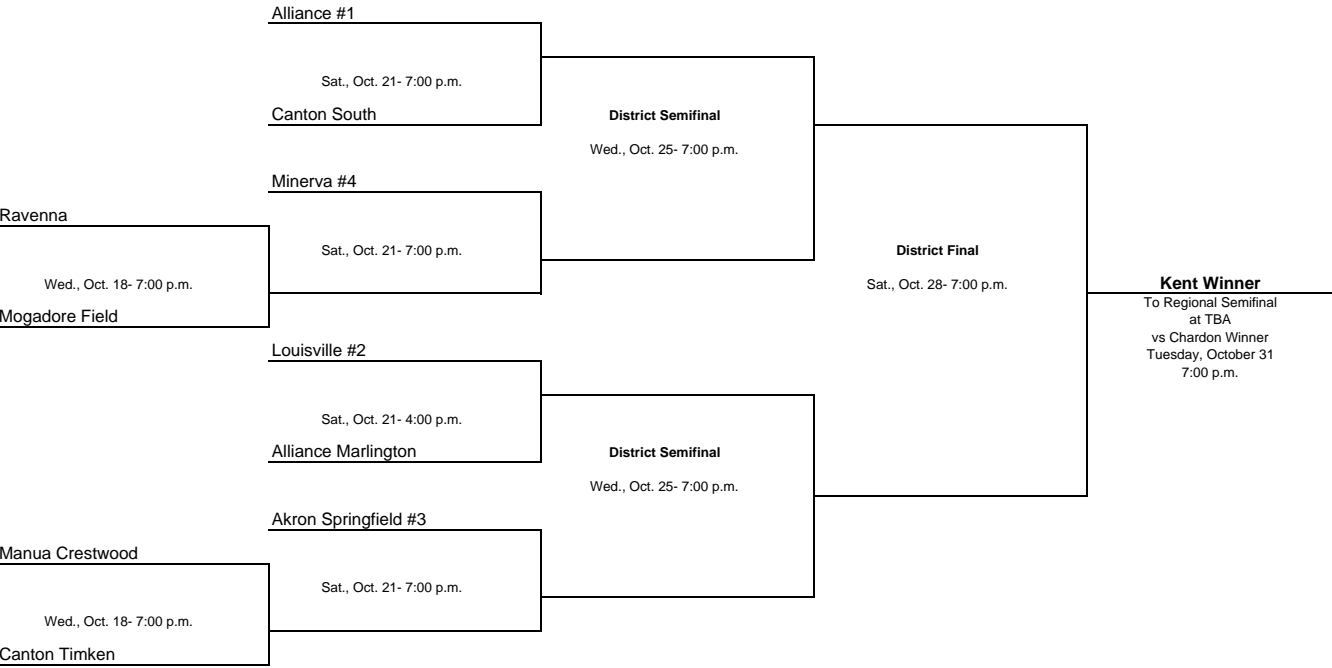 Alliance #1
Sat., Oct. 21- 7:00 p.m.
Canton South
District Semifinal
Wed., Oct. 25- 7:00 p.m.
Minerva #4
Ravenna
Sat., Oct. 21- 7:00 p.m.
District Final
Wed., Oct. 18- 7:00 p.m.
Sat., Oct. 28- 7:00 p.m.
Kent Winner
To Regional Semifinal
at TBA
vs Chardon Winner
Tuesday, October 31
7:00 p.m.
Mogadore Field
Louisville #2
Sat., Oct. 21- 4:00 p.m.
Alliance Marlington
District Semifinal
Wed., Oct. 25- 7:00 p.m.
Akron Springfield #3
Manua Crestwood
Sat., Oct. 21- 7:00 p.m.
Wed., Oct. 18- 7:00 p.m.
Canton Timken